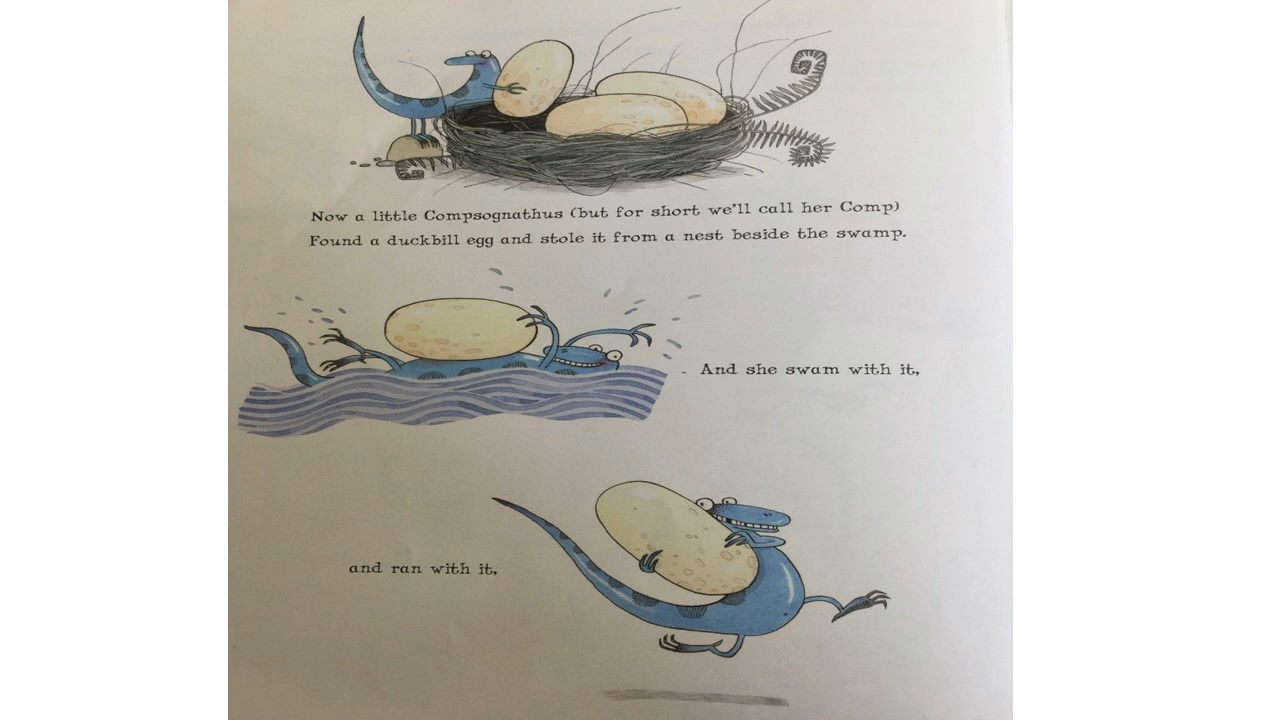 Now a little Compsognathus (but for short we'll call her Comp)
Found a duckbill egg and stole it from a nest beside the swamp.
And she swam with it,
and ran with it,